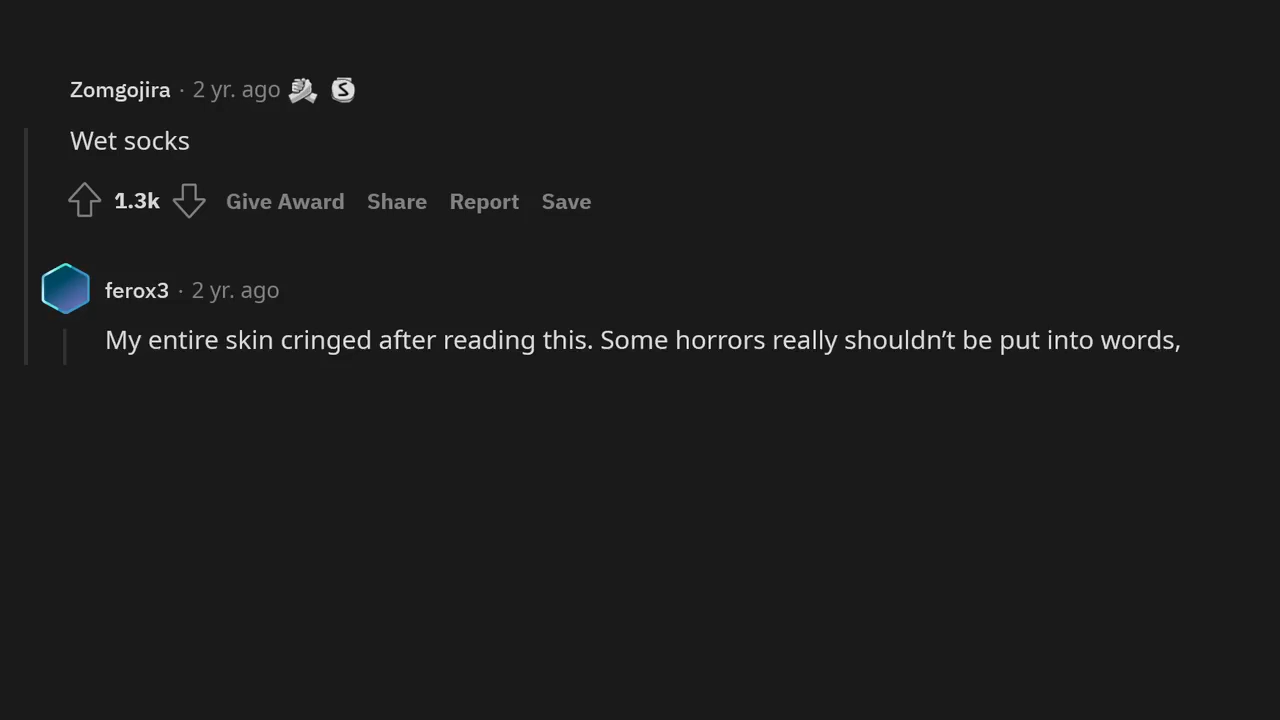 Zomgojira · 2 yr. ago
Wet socks
1.3k Give Award Share Report Save
ferox3 · 2 yr. ago
My entire skin cringed after reading this. Some horrors really shouldn’t be put into words,